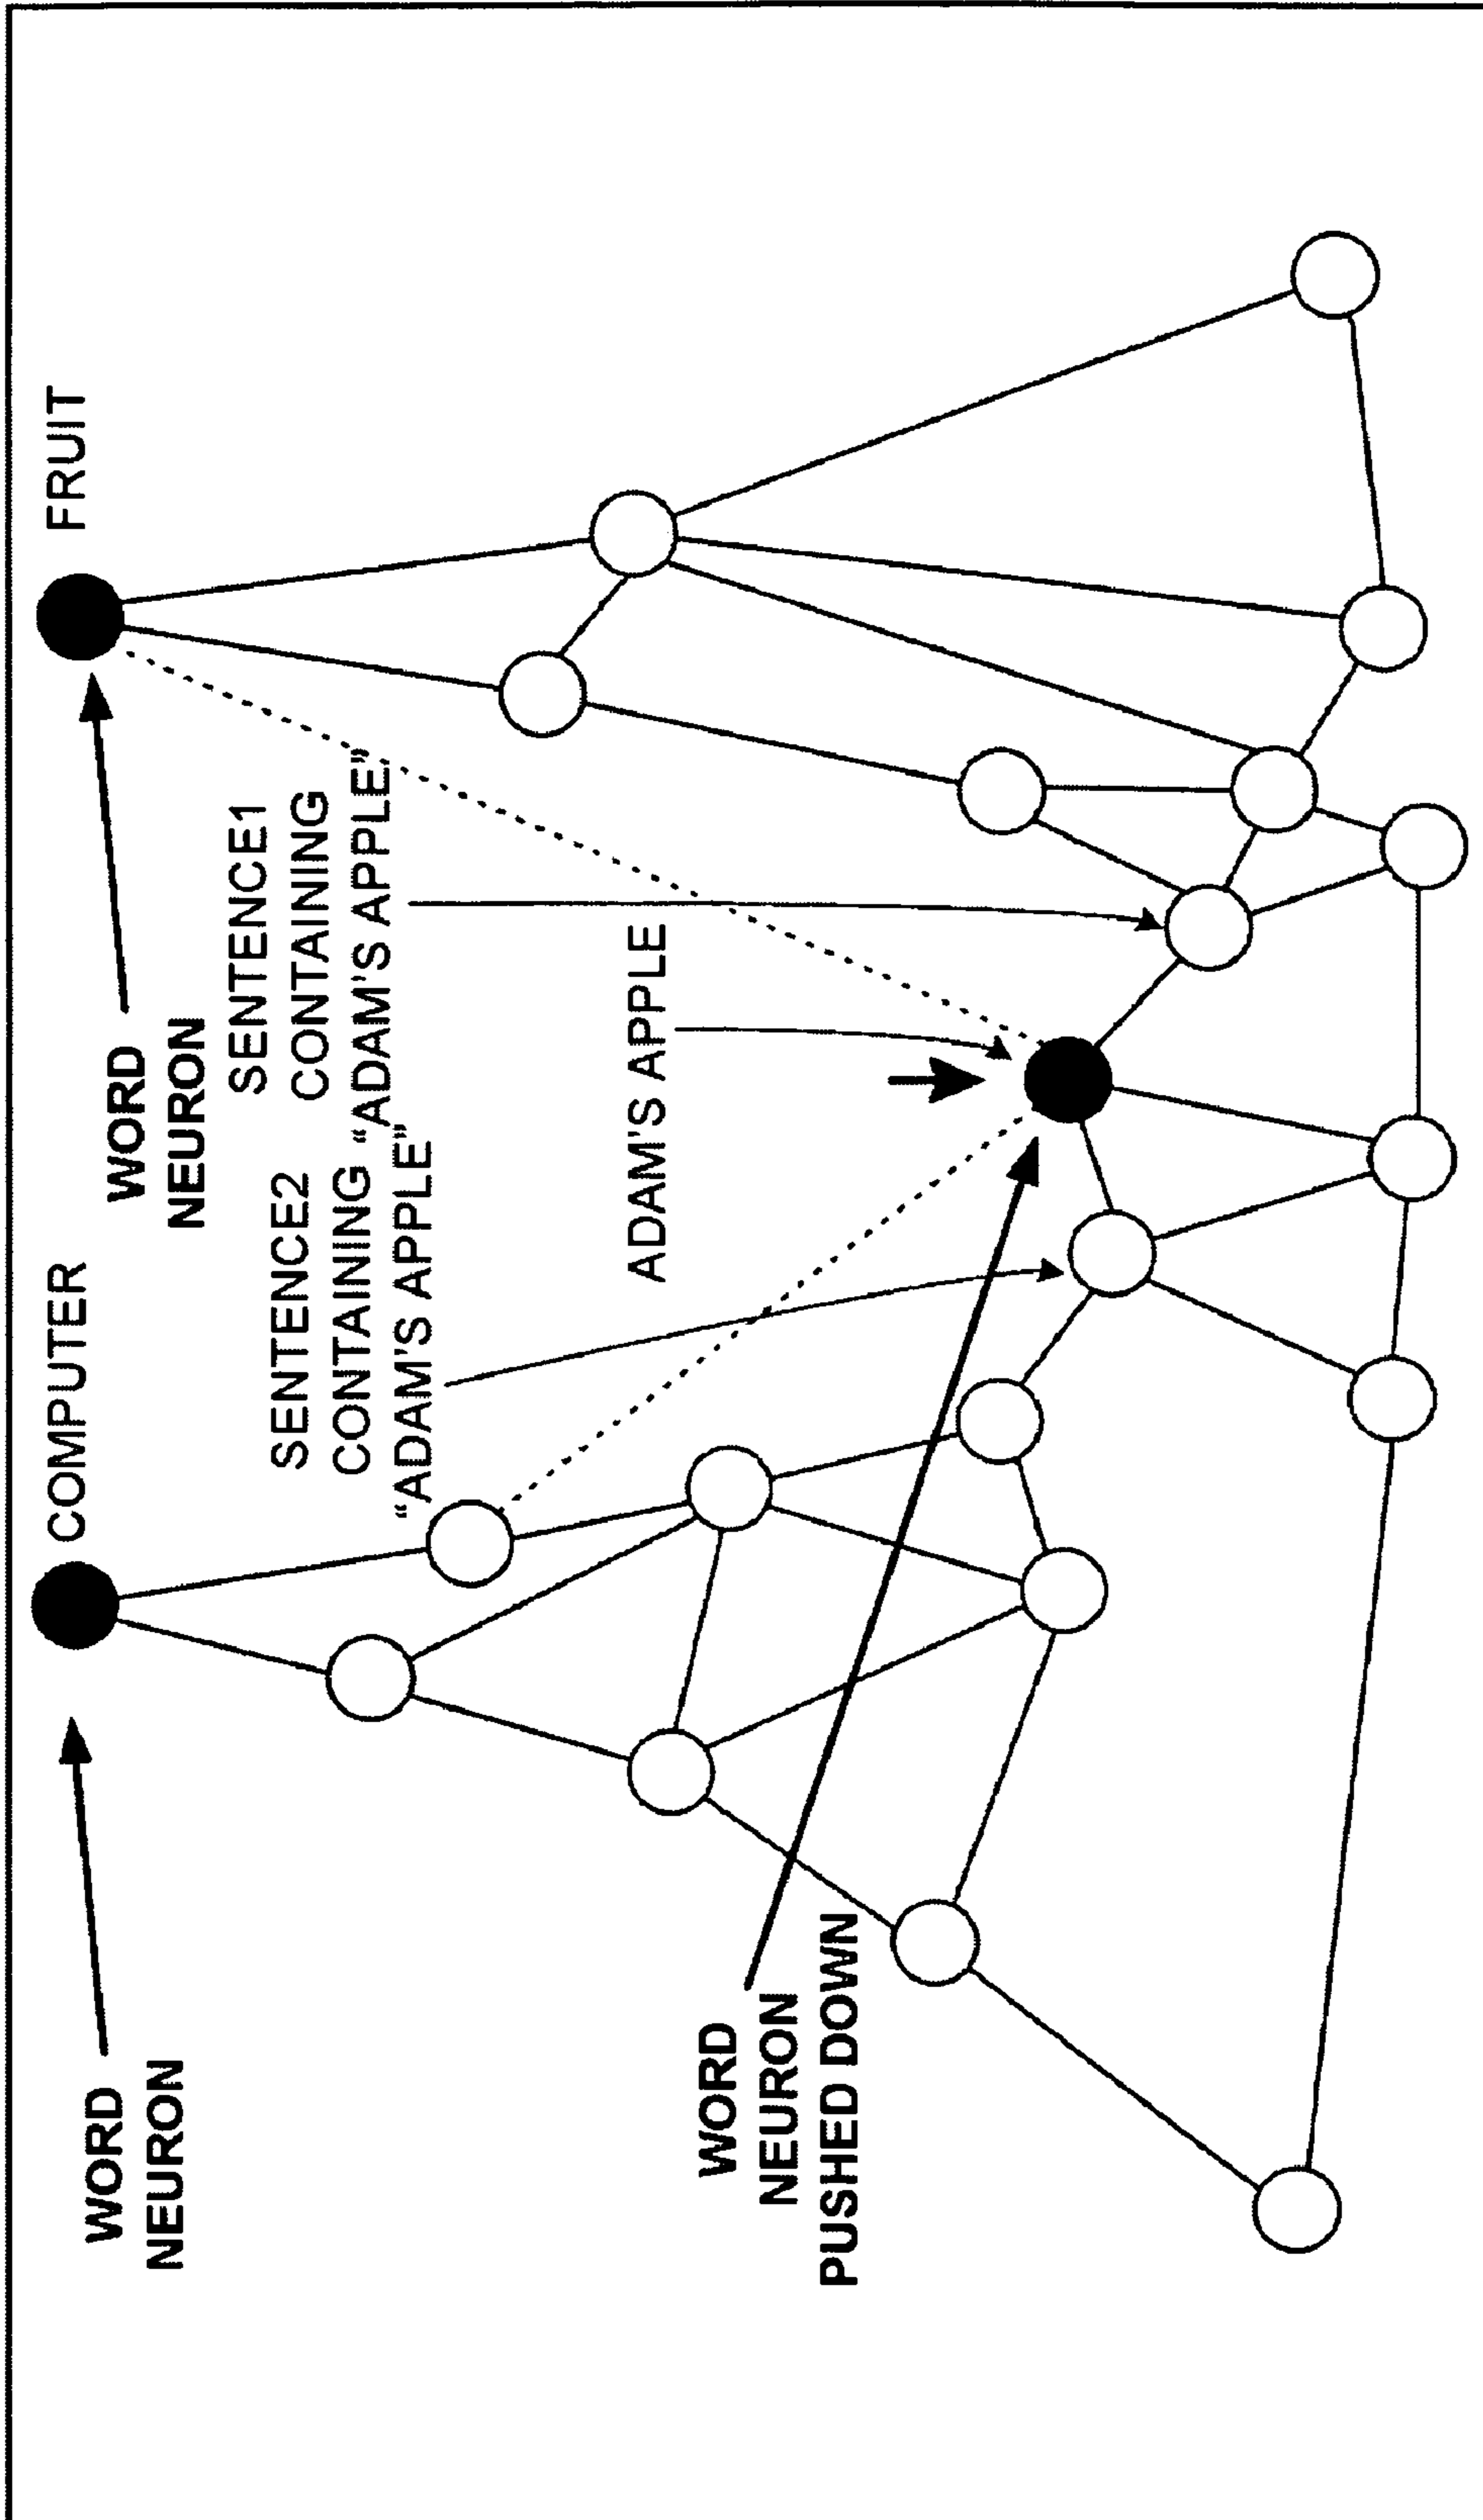 WORD
NEURON
COMPUTER
WORD
NEURON
FRUIT
SENTENCE2
CONTAINING
“ADAM'S APPLE”
SENTENCE1
CONTAINING
“ADAM'S APPLE”
ADAM'S APPLE
WORD
NEURON
PUSHED DOWN